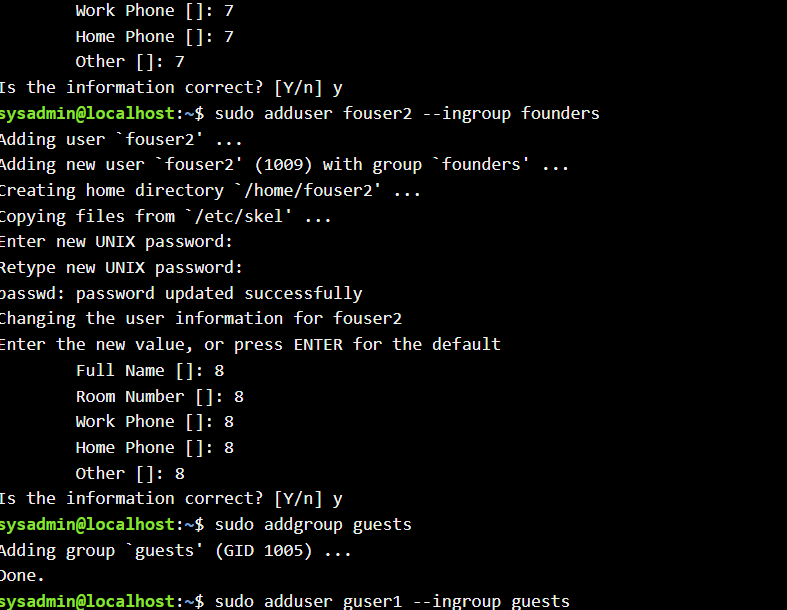 Work Phone []: 7
Home Phone []: 7
Other []: 7
Is the information correct? [Y/n] y
sysadmin@localhost:~$ sudo adduser fouser2 --ingroup founders
Adding user `fouser2' ...
Adding new user `fouser2' (1009) with group `founders' ...
Creating home directory `/home/fouser2' ...
Copying files from `/etc/skel' ...
Enter new UNIX password:
Retype new UNIX password:
passwd: password updated successfully
Changing the user information for fouser2
Enter the new value, or press ENTER for the default
Full Name []: 8
Room Number []: 8
Work Phone []: 8
Home Phone []: 8
Other []: 8
Is the information correct? [Y/n] y
sysadmin@localhost:~$ sudo addgroup guests
Adding group `guests' (GID 1005) ...
Done.
sysadmin@localhost:~$ sudo adduser guser1 --ingroup guests